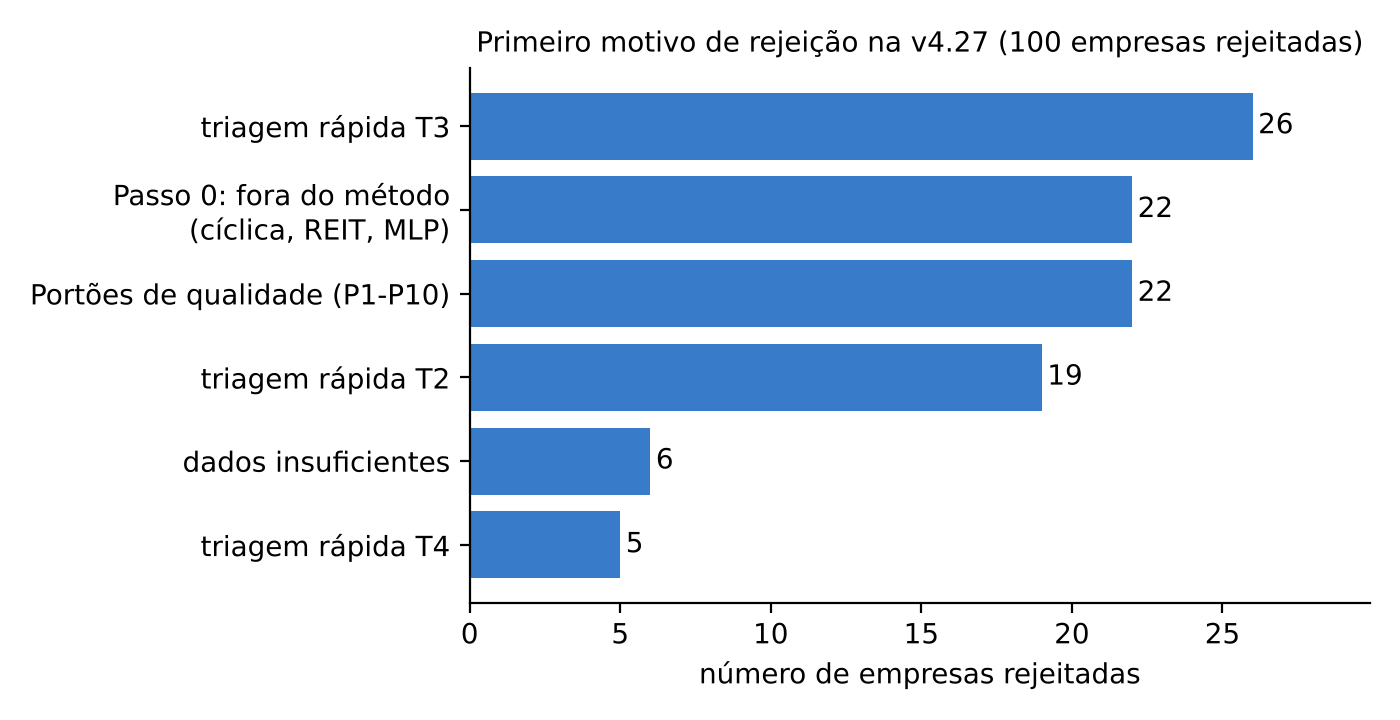 Primeiro motivo de rejeição na v4.27 (100 empresas rejeitadas)
triagem rápida T3
26
Passo 0: fora do método
(cíclica, REIT, MLP)
22
Portões de qualidade (P1-P10)
22
triagem rápida T2
19
dados insuficientes
6
triagem rápida T4
5
0 5 10 15 20 25
número de empresas rejeitadas